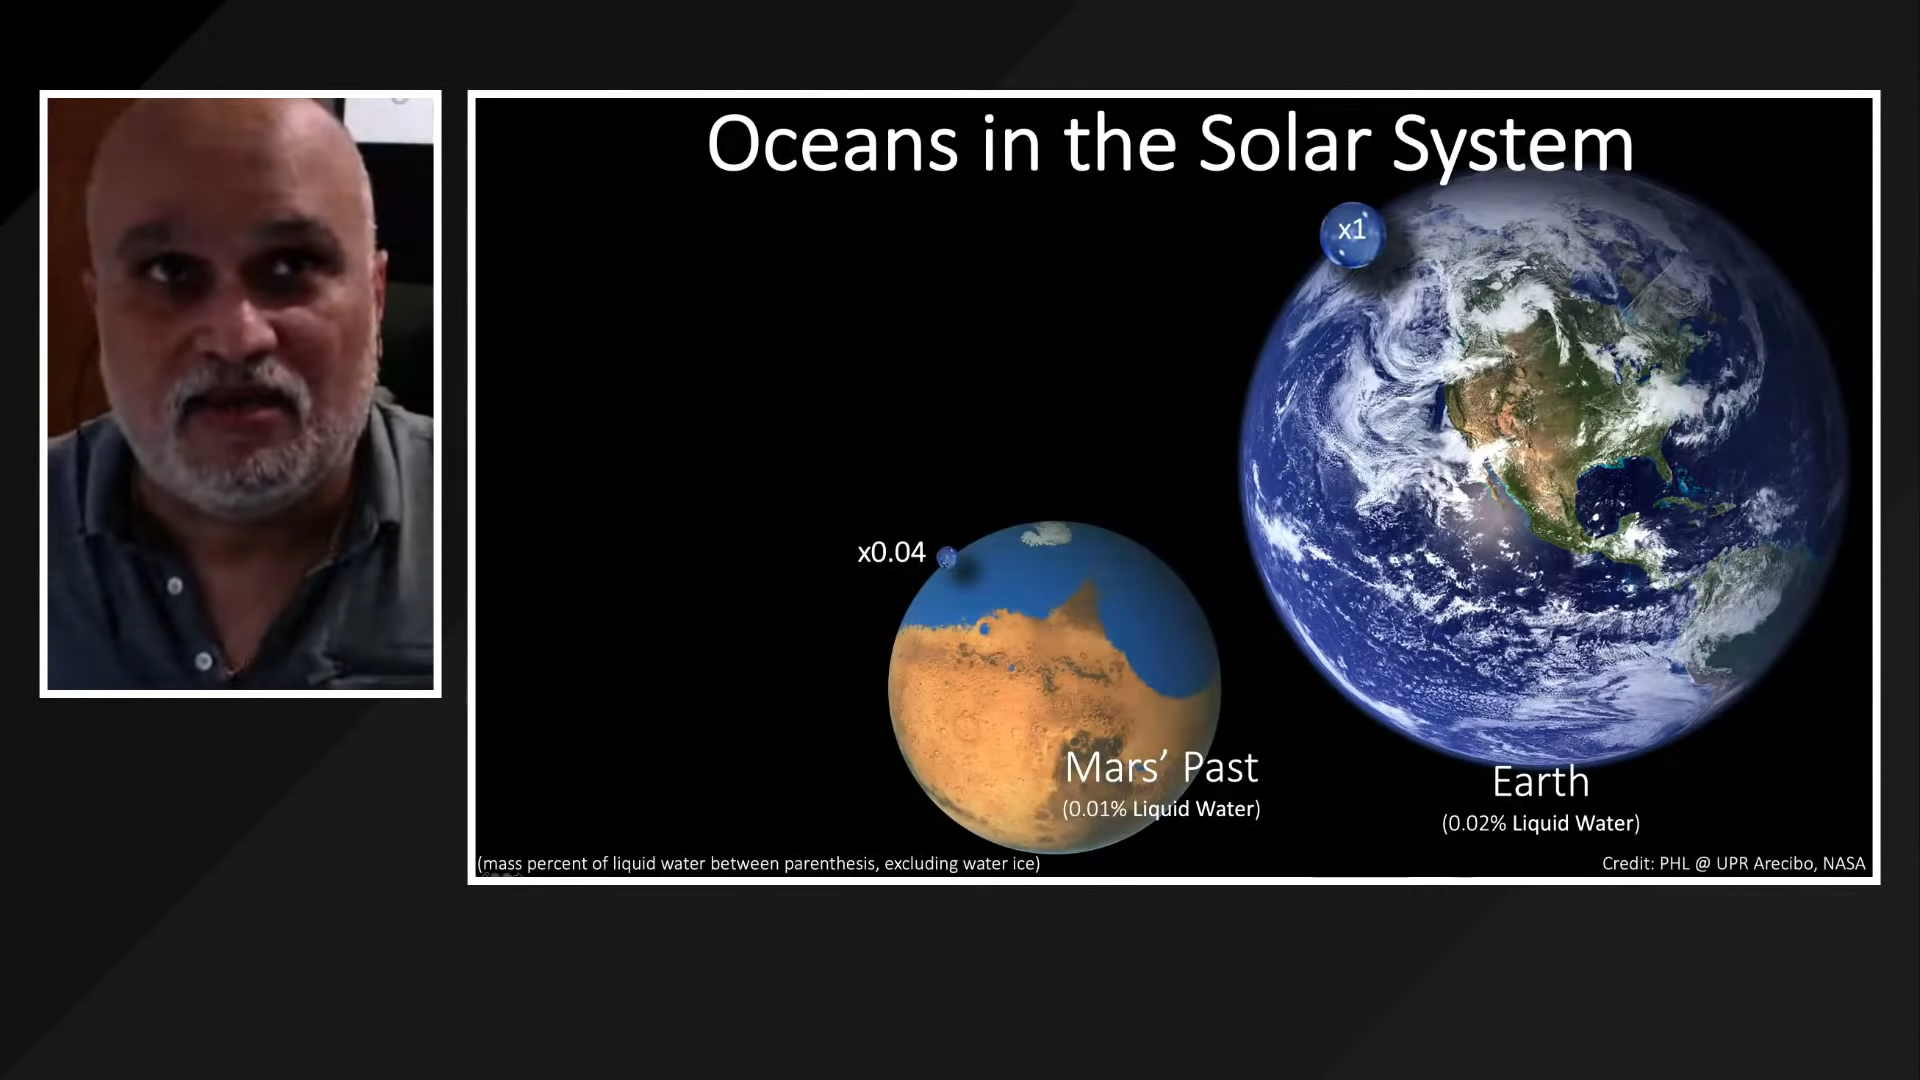 Oceans in the Solar System
x1
x0.04
Mars’ Past
(0.01% Liquid Water)
Earth
(0.02% Liquid Water)
(mass percent of liquid water between parenthesis, excluding water ice)
Credit: PHL @ UPR Arecibo, NASA